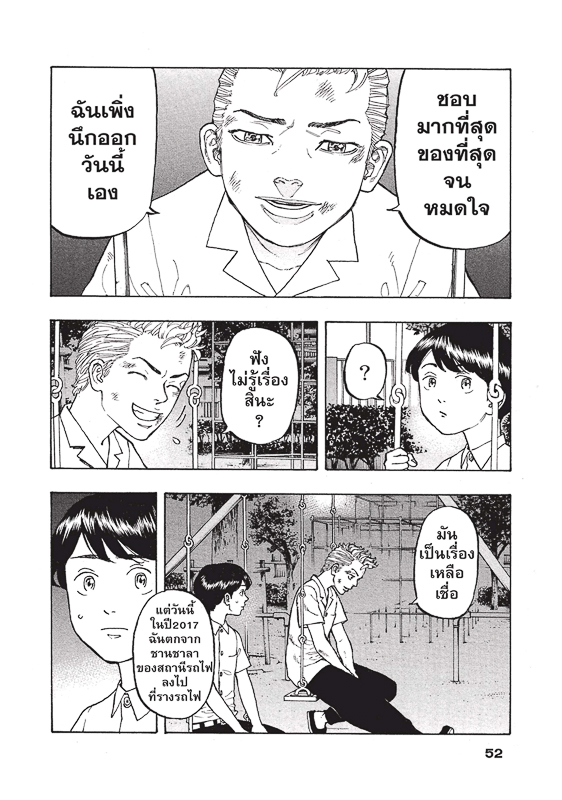 ชอบ
มากที่สุด
ของที่สุด
จน
หมดใจ
ฉันเพิ่ง
นึกออก
วันนี้
เอง
?
ฟัง
ไม่รู้เรื่อง
สินะ
?
มัน
เป็นเรื่อง
เหลือ
เชื่อ
แต่วันนี้
ในปี2017
ฉันตกจาก
ชานชาลา
ของสถานีรถไฟ
ลงไป
ที่รางรถไฟ
52